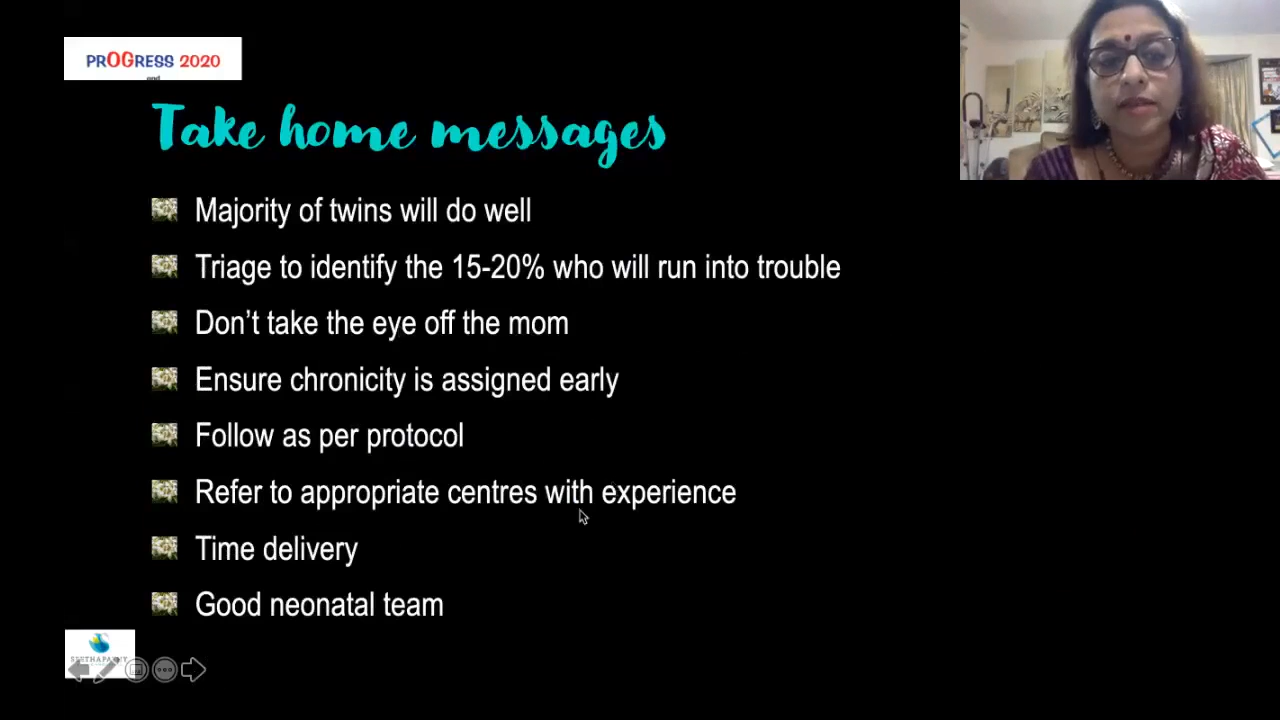 PROGRESS 2020
and
Take home messages
Majority of twins will do well
Triage to identify the 15-20% who will run into trouble
Don't take the eye off the mom
Ensure chronicity is assigned early
Follow as per protocol
Refer to appropriate centres with experience
Time delivery
Good neonatal team